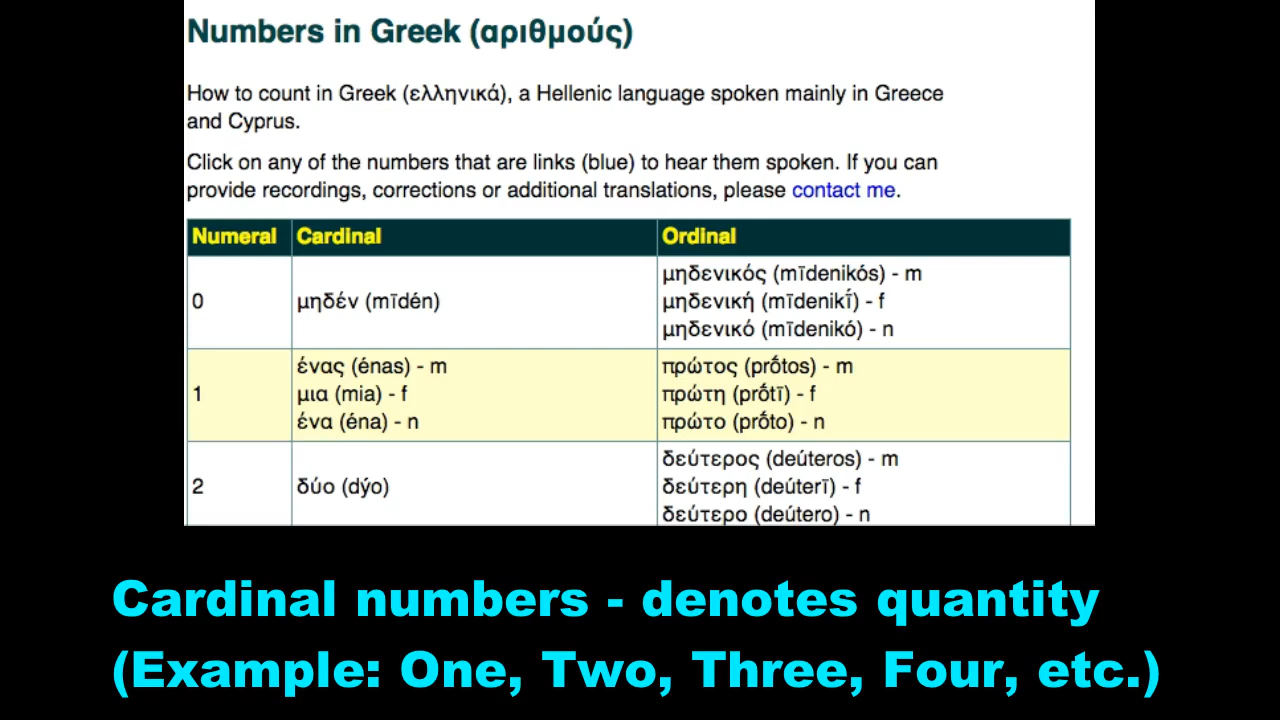 Numbers in Greek (αριθμούς)
How to count in Greek (ελληνικά), a Hellenic language spoken mainly in Greece
and Cyprus.
Click on any of the numbers that are links (blue) to hear them spoken. If you can
provide recordings, corrections or additional translations, please contact me.
Numeral Cardinal Ordinal
0 μηδέν (mīdén) μηδενικός (mīdenikós) - m
μηδενική (mīdenikī́) - f
μηδενικό (mīdenikó) - n
1 ένας (énas) - m πρώτος (prṓtos) - m
μια (mia) - f πρώτη (prṓtī) - f
ένα (éna) - n πρώτο (prṓto) - n
2 δύο (dýo) δεύτερος (deúteros) - m
δεύτερη (deúterī) - f
δεύτερο (deútero) - n
Cardinal numbers - denotes quantity
(Example: One, Two, Three, Four, etc.)